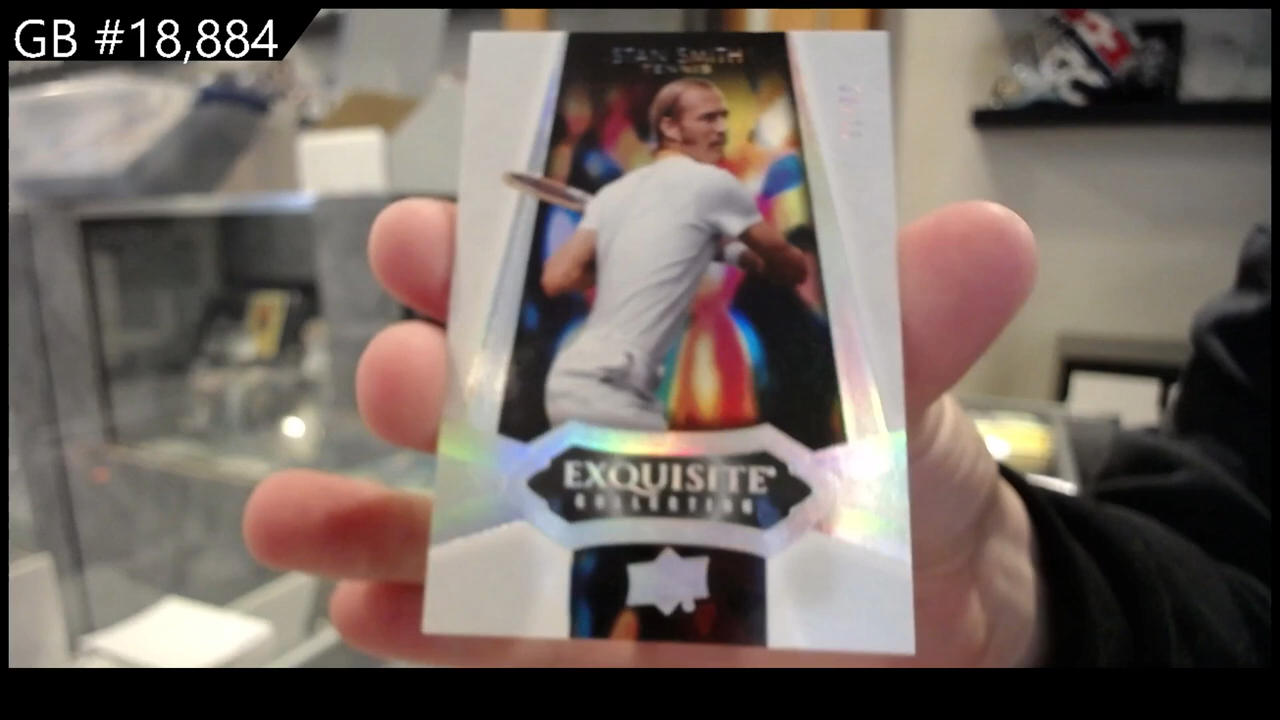 GB #18,884
STAN SMITH
TENNIS
EXQUISITE
COLLECTION